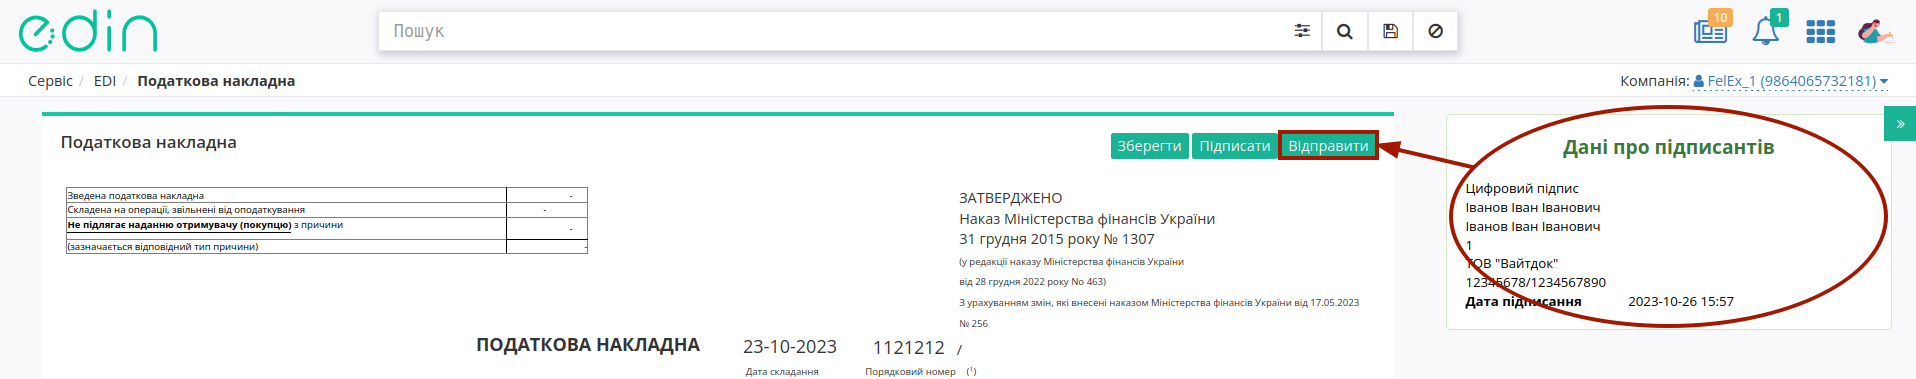 edin
Пошук
10
1
Сервіс / EDI / Податкова накладна
Компанія: FelEx_1 (9864065732181)
Податкова накладна
Зберегти Підписати Відправити
»
Зведена податкова накладна -
Складена на операції, звільнені від оподаткування -
Не підлягає наданню отримувачу (покупцю) з причини -
(зазначається відповідний тип причини) -
ЗАТВЕРДЖЕНО
Наказ Міністерства фінансів України
31 грудня 2015 року № 1307
(у редакції наказу Міністерства фінансів України
від 28 грудня 2022 року No 463)
З урахуванням змін, які внесені наказом Міністерства фінансів України від 17.05.2023
№ 256
ПОДАТКОВА НАКЛАДНА 23-10-2023 1121212 /
Дата складання Порядковий номер (¹)
Дані про підписантів
Цифровий підпис
Іванов Іван Іванович
Іванов Іван Іванович
1
ТОВ "Вайтдок"
12345678/1234567890
Дата підписання 2023-10-26 15:57